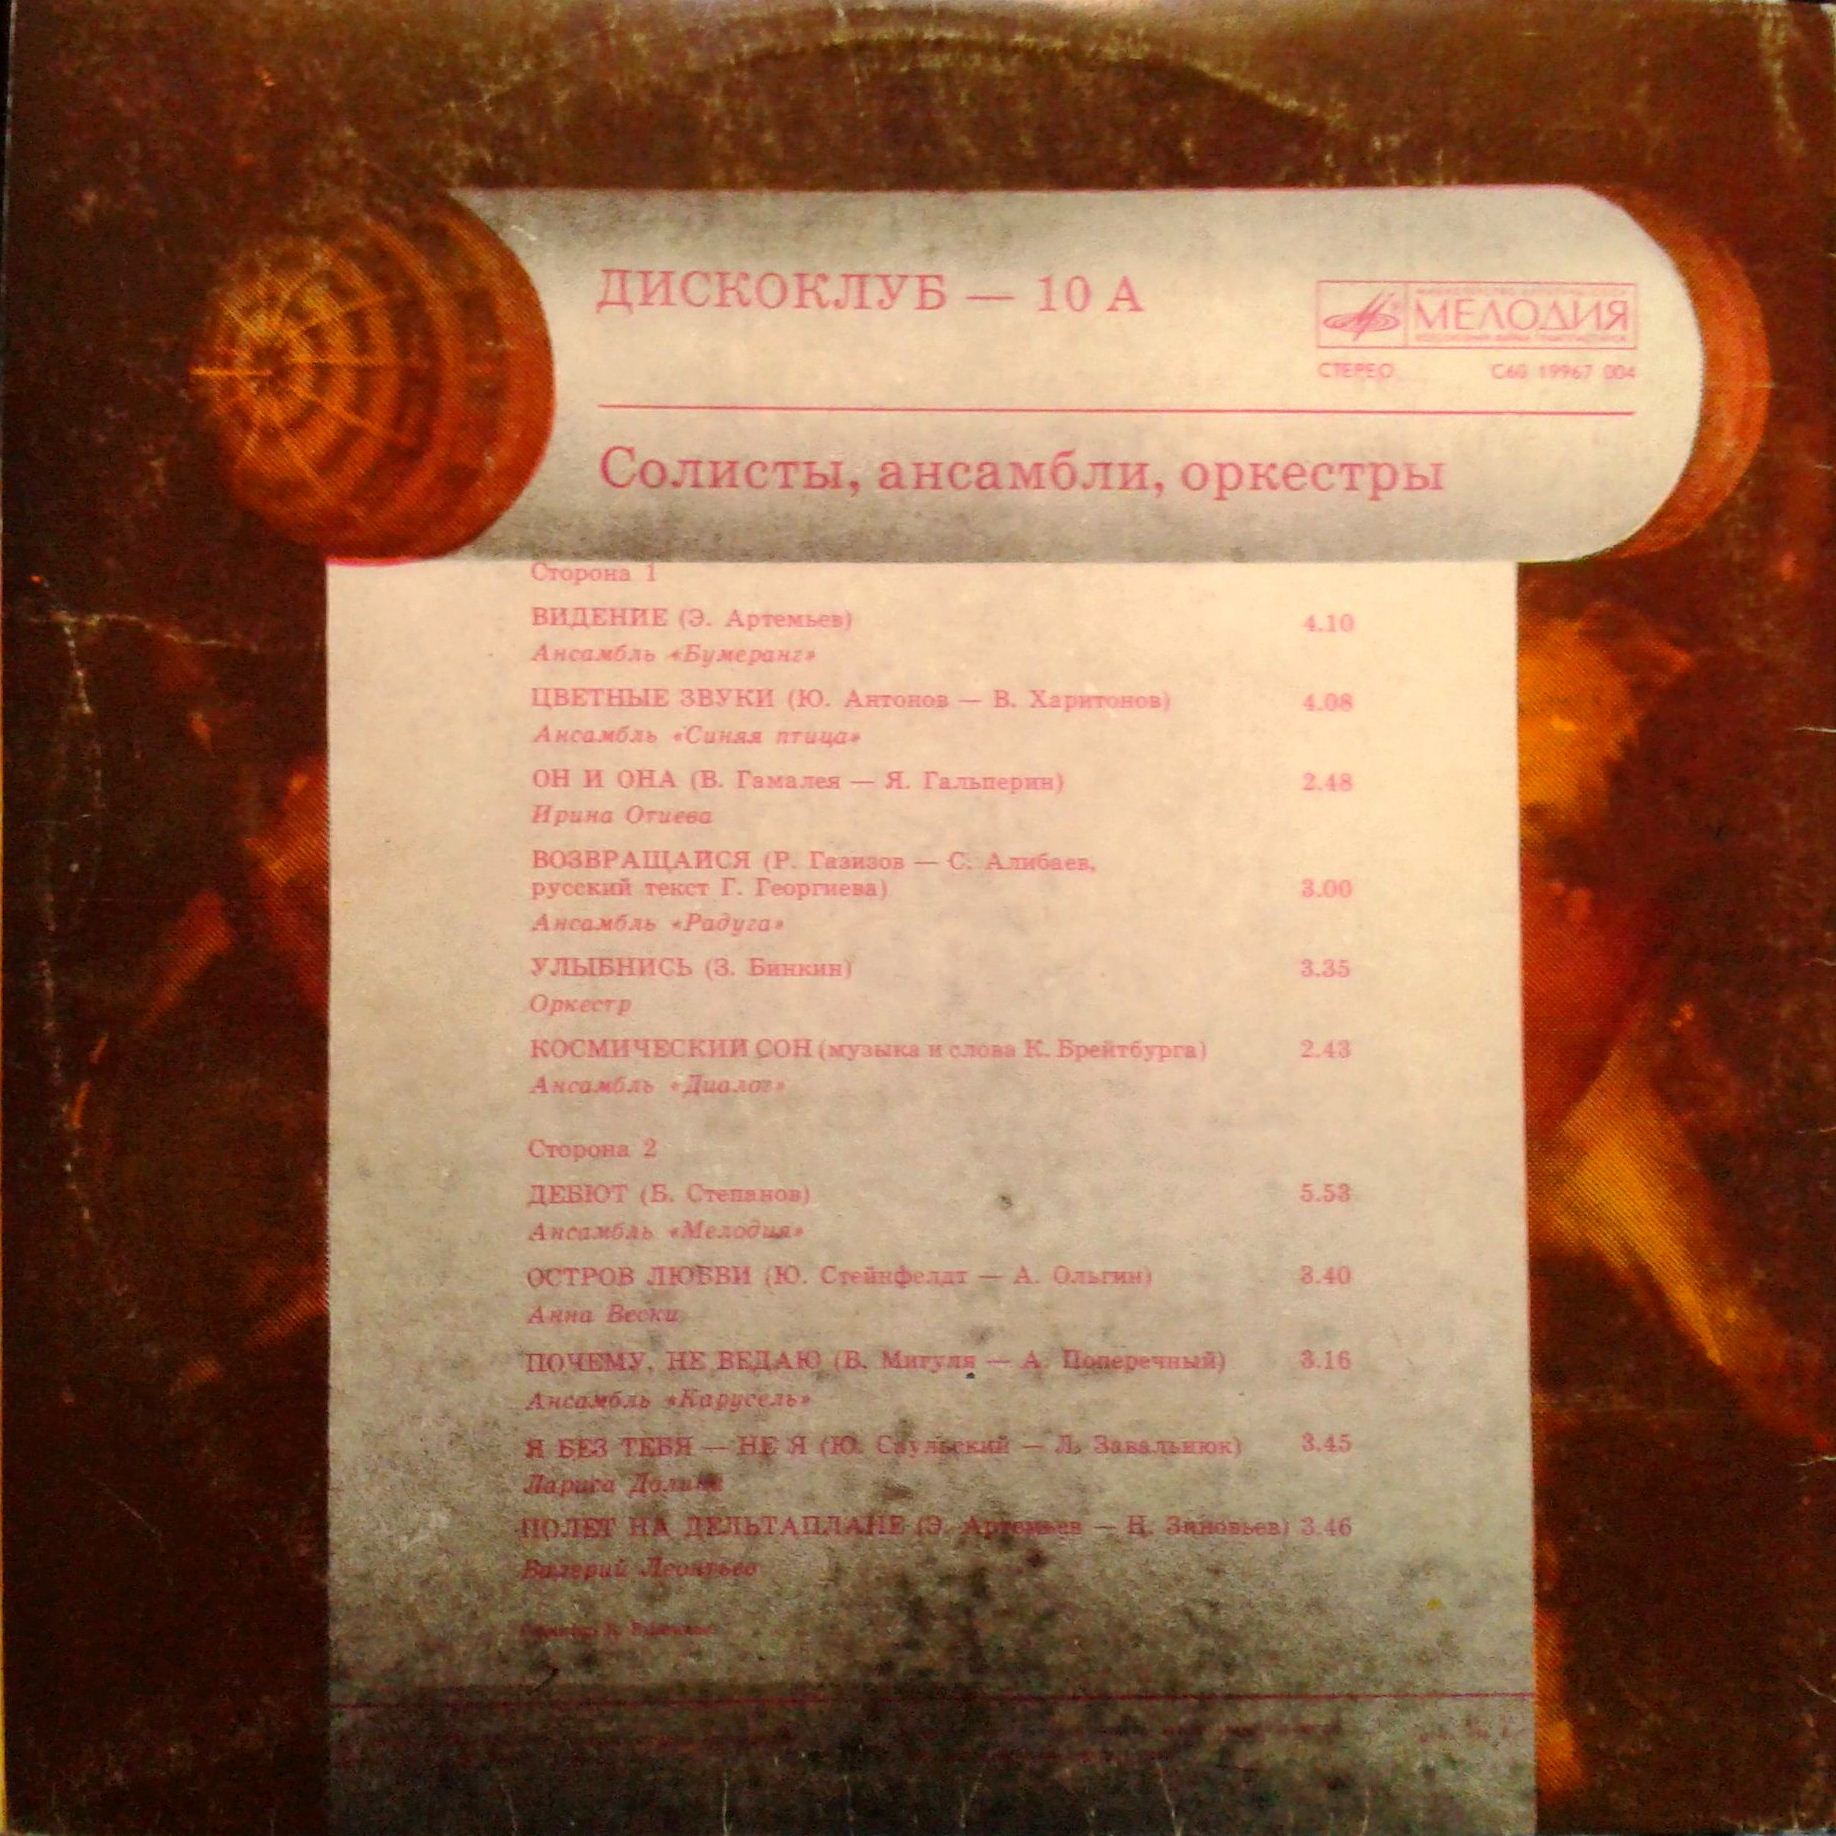 ДИСКОКЛУБ — 10 А
МЕЛОДИЯ
СТЕРЕО С60 19967 004
Солисты, ансамбли, оркестры
Сторона 1
ВИДЕНИЕ (Э. Артемьев) 4.10
Ансамбль «Бумеранг»
ЦВЕТНЫЕ ЗВУКИ (Ю. Антонов — В. Харитонов) 4.08
Ансамбль «Синяя птица»
ОН И ОНА (В. Гамалея — Я. Гальперин) 2.48
Ирина Отиева
ВОЗВРАЩАЙСЯ (Р. Газизов — С. Алибаев,
русский текст Г. Георгиева) 3.00
Ансамбль «Радуга»
УЛЫБНИСЬ (З. Бинкин) 3.35
Оркестр
КОСМИЧЕСКИЙ СОН (музыка и слова К. Брейтбурга) 2.43
Ансамбль «Диалог»
Сторона 2
ДЕБЮТ (Б. Степанов) 5.53
Ансамбль «Мелодия»
ОСТРОВ ЛЮБВИ (Ю. Стейнфелдт — А. Ольгин) 3.40
Анна Вески
ПОЧЕМУ, НЕ ВЕДАЮ (В. Мигуля — А. Поперечный) 3.16
Ансамбль «Карусель»
Я БЕЗ ТЕБЯ — НЕ Я (Ю. Саульский — Л. Завальнюк) 3.45
Лариса Долина
ПОЛЕТ НА ДЕЛЬТАПЛАНЕ (Э. Артемьев — Н. Зиновьев) 3.46
Валерий Леонтьев